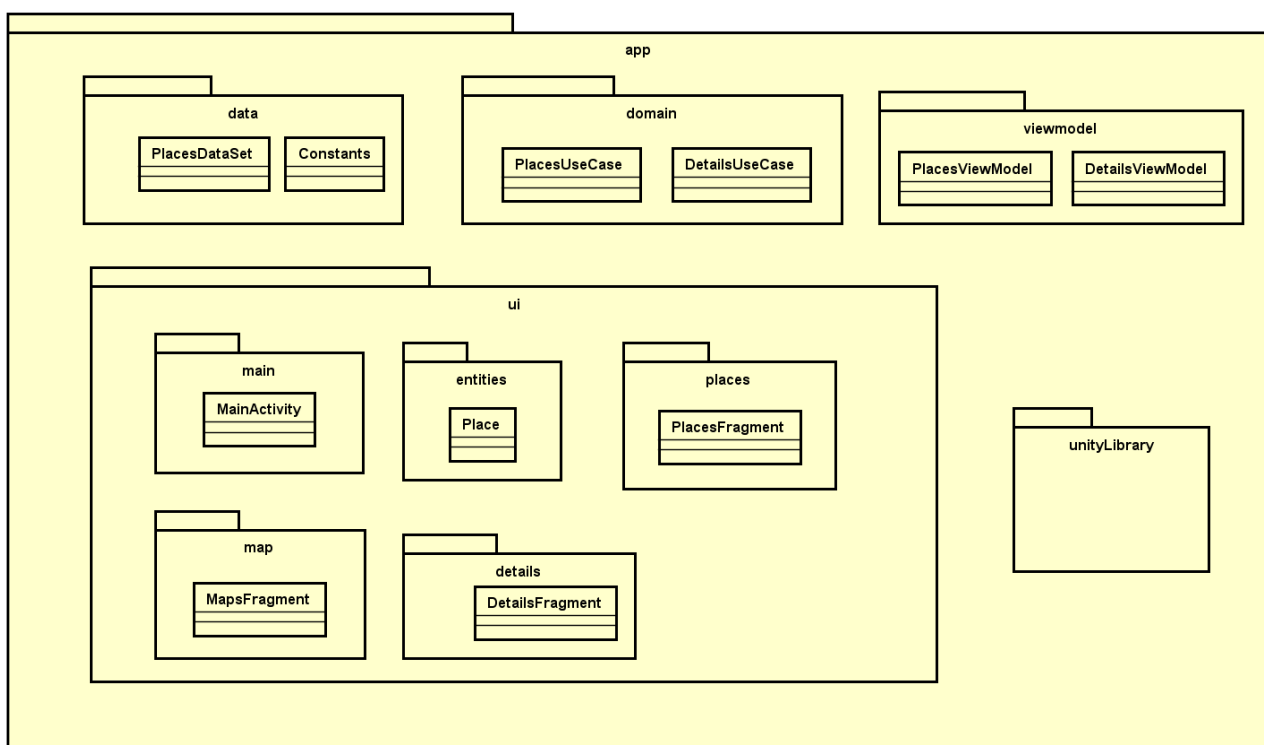 app
data
domain
viewmodel
PlacesDataSet
Constants
PlacesUseCase
DetailsUseCase
PlacesViewModel
DetailsViewModel
ui
main
entities
places
MainActivity
Place
PlacesFragment
unityLibrary
map
details
MapsFragment
DetailsFragment